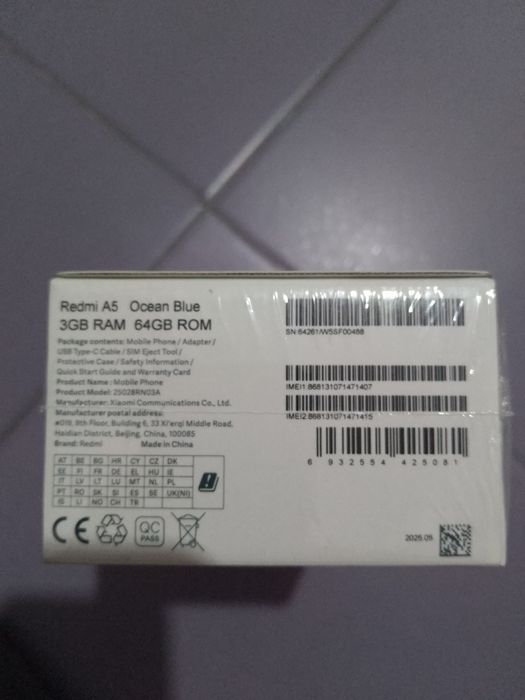 Redmi A5 Ocean Blue
3GB RAM 64GB ROM
Package contents: Mobile Phone / Adapter /
USB Type-C Cable / SIM Eject Tool /
Protective Case / Safety Information /
Quick Start Guide and Warranty Card
Product Name : Mobile Phone
Product Model: 25028RN03A
Manufacturer: Xiaomi Communications Co., Ltd.
Manufacturer postal address:
#019, 9th Floor, Building 6, 33 Xi'erqi Middle Road,
Haidian District, Beijing, China, 100085
Brand: Redmi Made in China
AT BE BG HR CY CZ DK
EE FI FR DE EL HU IE
IT LV LT LU MT NL PL
PT RO SK SI ES SE UK(NI)
IS LI NO CH TR
CE
QC
PASS
SN:64261/W5SF00488
IMEI1:868131071471407
IMEI2:868131071471415
6 932554 425081
2025.05